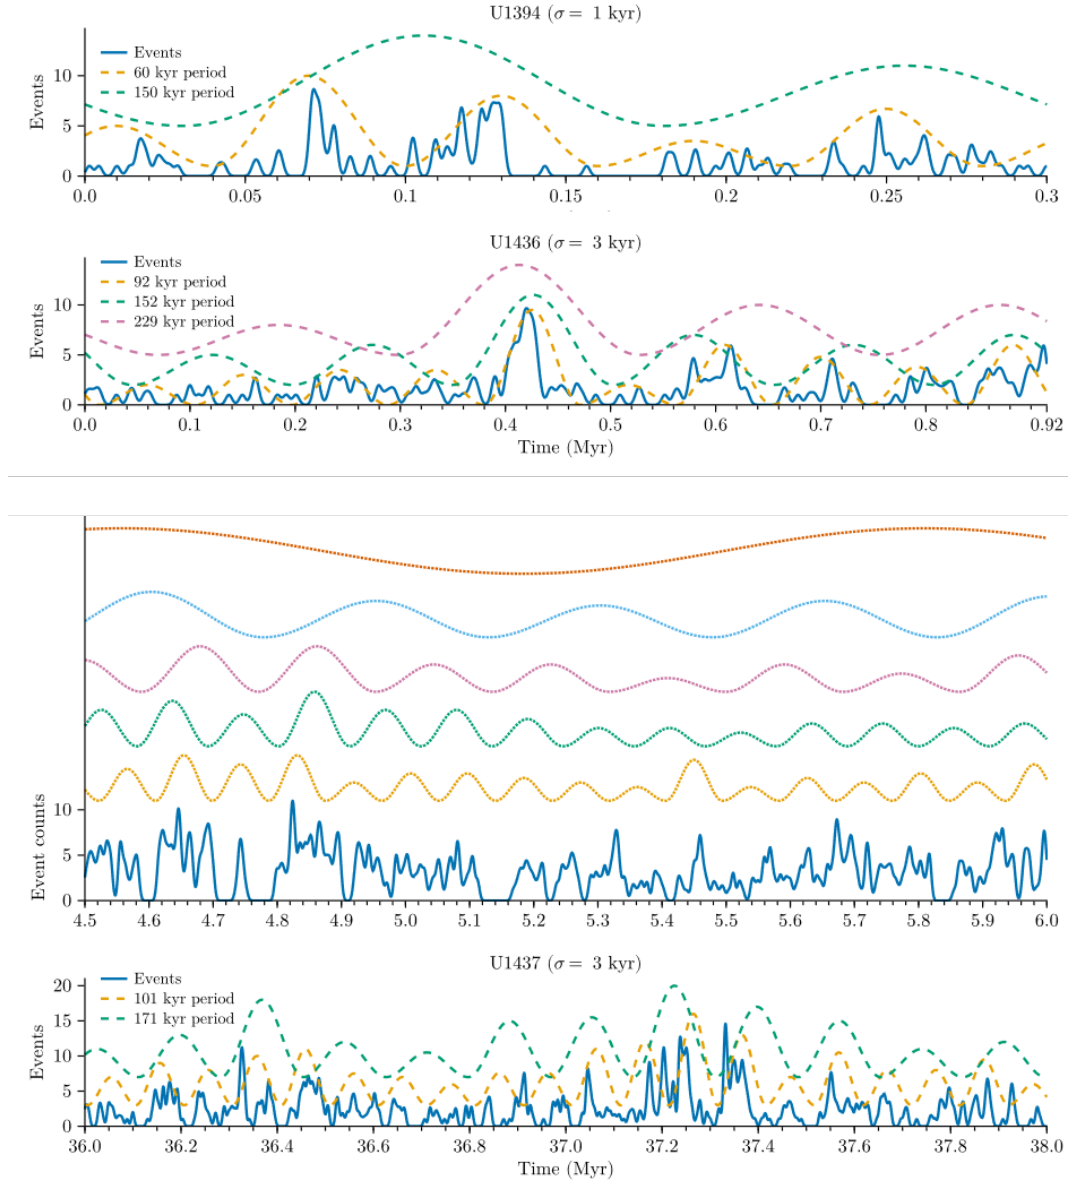 U1394 (σ = 1 kyr)
Events
Events
60 kyr period
150 kyr period
10
5
0
0.0 0.05 0.1 0.15 0.2 0.25 0.3
U1436 (σ = 3 kyr)
Events
Events
92 kyr period
152 kyr period
229 kyr period
10
5
0
0.0 0.1 0.2 0.3 0.4 0.5 0.6 0.7 0.8 0.92
Time (Myr)
Event counts
10
5
0
4.5 4.6 4.7 4.8 4.9 5.0 5.1 5.2 5.3 5.4 5.5 5.6 5.7 5.8 5.9 6.0
U1437 (σ = 3 kyr)
Events
Events
101 kyr period
171 kyr period
20
15
10
5
0
36.0 36.2 36.4 36.6 36.8 37.0 37.2 37.4 37.6 37.8 38.0
Time (Myr)